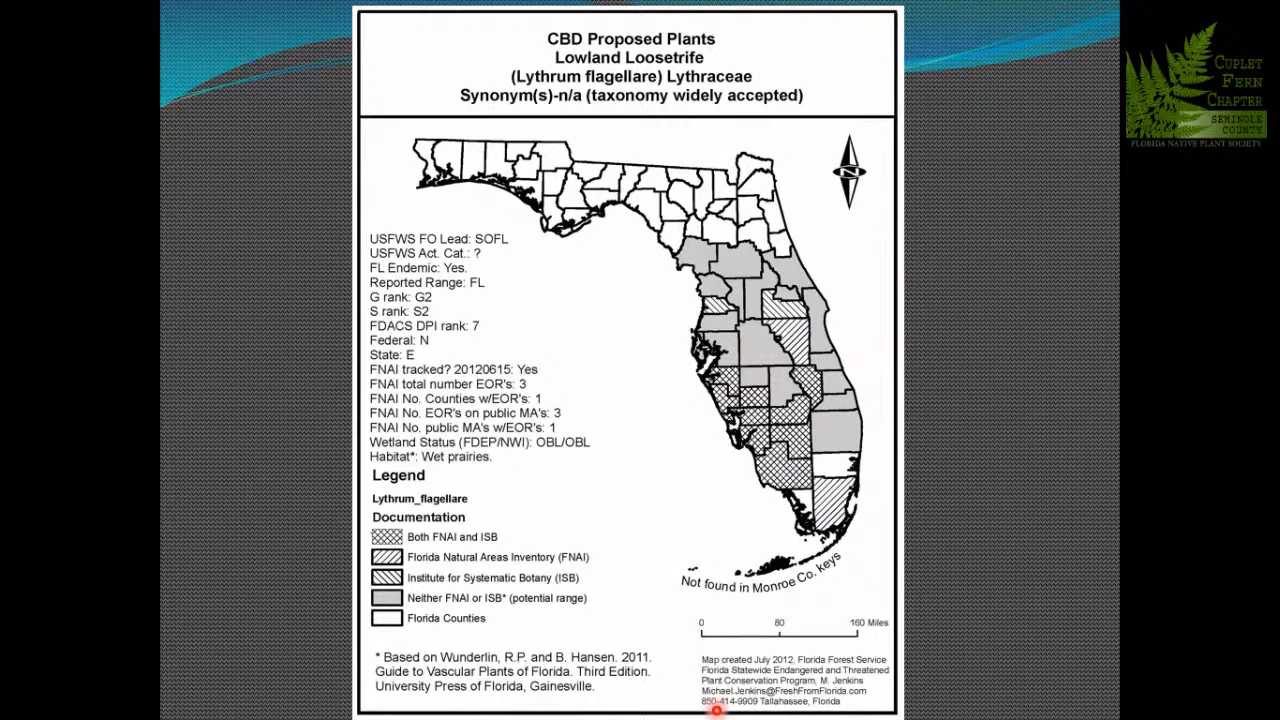 CBD Proposed Plants
Lowland Loosetrife
(Lythrum flagellare) Lythraceae
Synonym(s)-n/a (taxonomy widely accepted)
CUPLET
FERN
CHAPTER
SEMINOLE
COUNTY
FLORIDA NATIVE PLANT SOCIETY
N
USFWS FO Lead: SOFL
USFWS Act. Cat.: ?
FL Endemic: Yes.
Reported Range: FL
G rank: G2
S rank: S2
FDACS DPI rank: 7
Federal: N
State: E
FNAI tracked? 20120615: Yes
FNAI total number EOR's: 3
FNAI No. Counties w/EOR's: 1
FNAI No. EOR's on public MA's: 3
FNAI No. public MA's w/EOR's: 1
Wetland Status (FDEP/NWI): OBL/OBL
Habitat*: Wet prairies.
Legend
Lythrum_flagellare
Documentation
Both FNAI and ISB
Florida Natural Areas Inventory (FNAI)
Institute for Systematic Botany (ISB)
Neither FNAI or ISB* (potential range)
Florida Counties
Not found in Monroe Co. keys
0 80 160 Miles
* Based on Wunderlin, R.P. and B. Hansen. 2011.
Guide to Vascular Plants of Florida. Third Edition.
University Press of Florida, Gainesville.
Map created July 2012, Florida Forest Service
Florida Statewide Endangered and Threatened
Plant Conservation Program, M. Jenkins
Michael.Jenkins@FreshFromFlorida.com
850-414-9909 Tallahassee, Florida